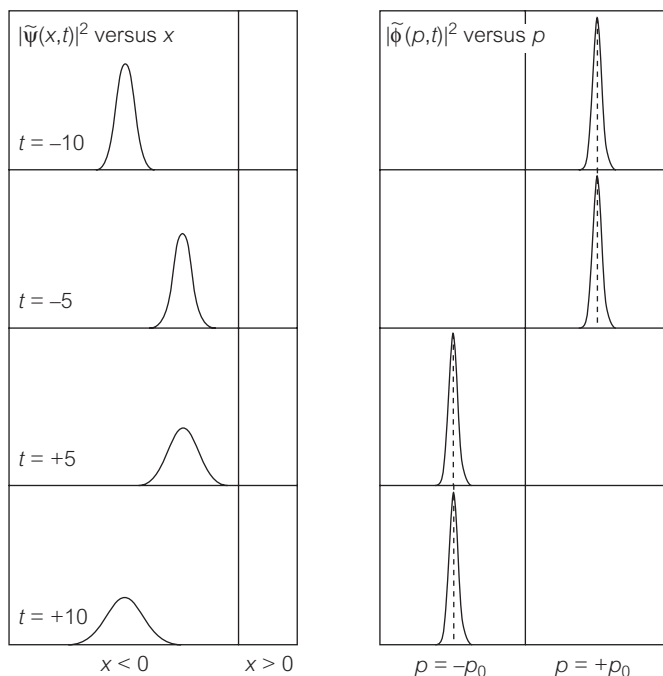 |ψ̃(x,t)|² versus x
t = –10
t = –5
t = +5
t = +10
x < 0
x > 0
|ϕ̃(p,t)|² versus p
p = –p₀
p = +p₀